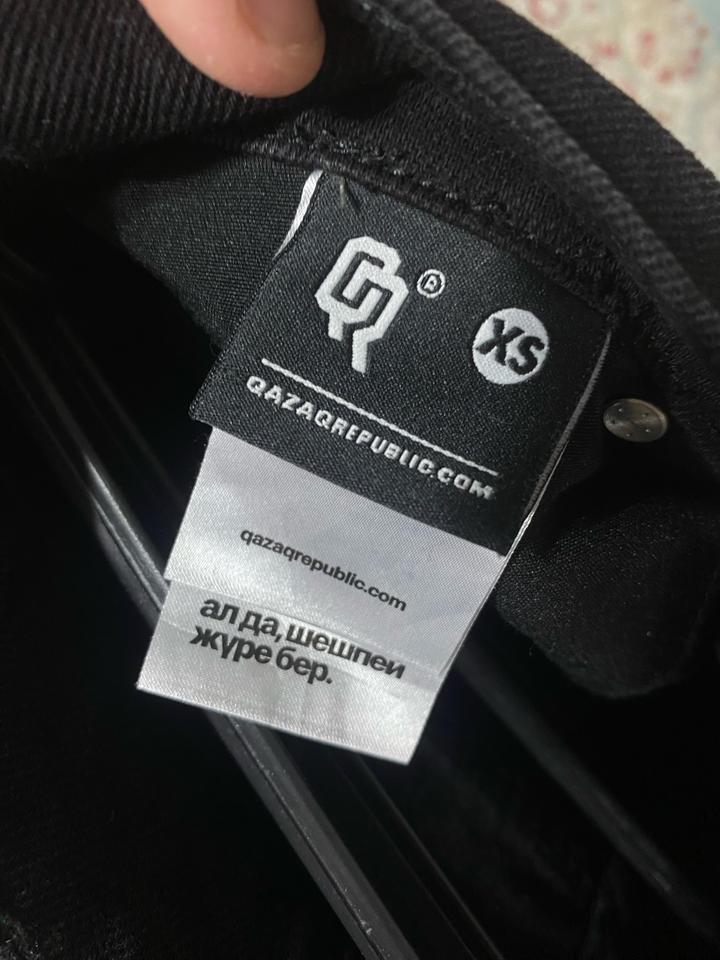 QR®
XS
QAZAQREPUBLIC.COM
qazaqrepublic.com
ал да, шешпей
жүре бер.